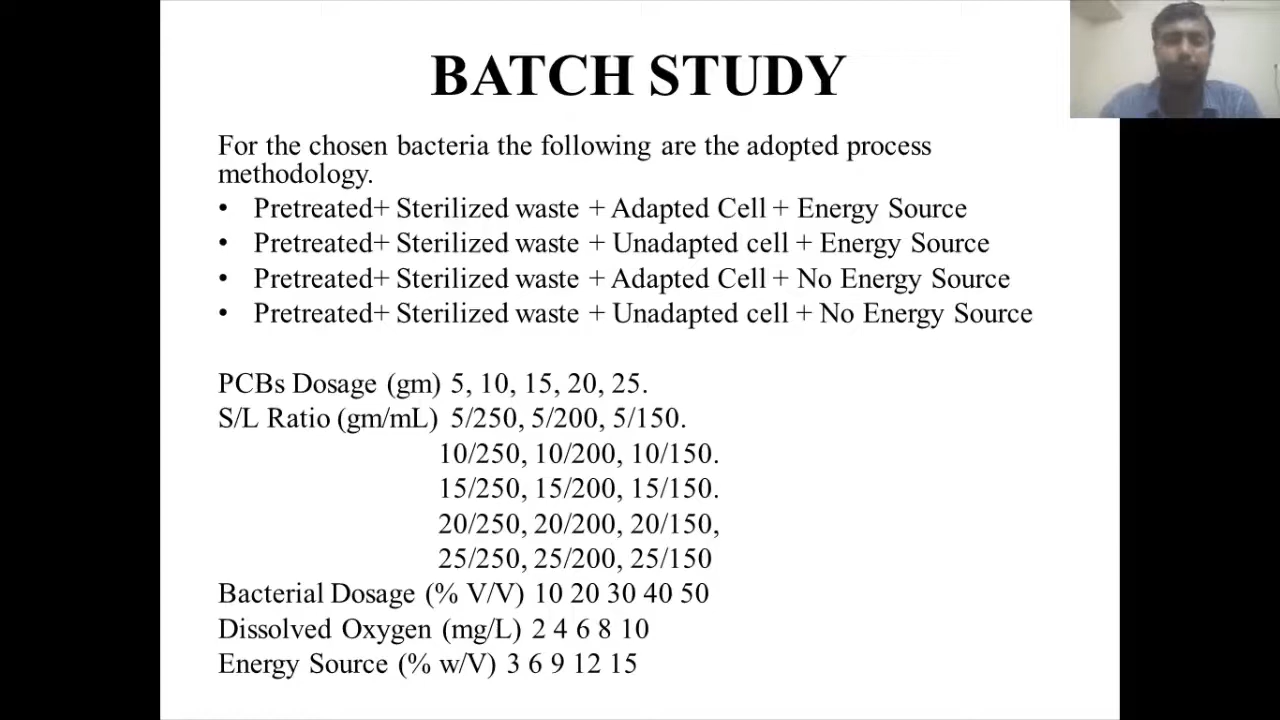 BATCH STUDY
For the chosen bacteria the following are the adopted process
methodology.
• Pretreated+ Sterilized waste + Adapted Cell + Energy Source
• Pretreated+ Sterilized waste + Unadapted cell + Energy Source
• Pretreated+ Sterilized waste + Adapted Cell + No Energy Source
• Pretreated+ Sterilized waste + Unadapted cell + No Energy Source
PCBs Dosage (gm) 5, 10, 15, 20, 25.
S/L Ratio (gm/mL) 5/250, 5/200, 5/150.
10/250, 10/200, 10/150.
15/250, 15/200, 15/150.
20/250, 20/200, 20/150,
25/250, 25/200, 25/150
Bacterial Dosage (% V/V) 10 20 30 40 50
Dissolved Oxygen (mg/L) 2 4 6 8 10
Energy Source (% w/V) 3 6 9 12 15